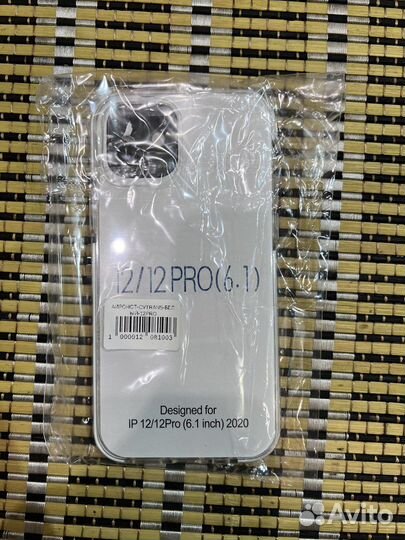 12/12PRO(6.1)
1 000012 081003
Designed for
IP 12/12Pro (6.1 inch) 2020
Avito